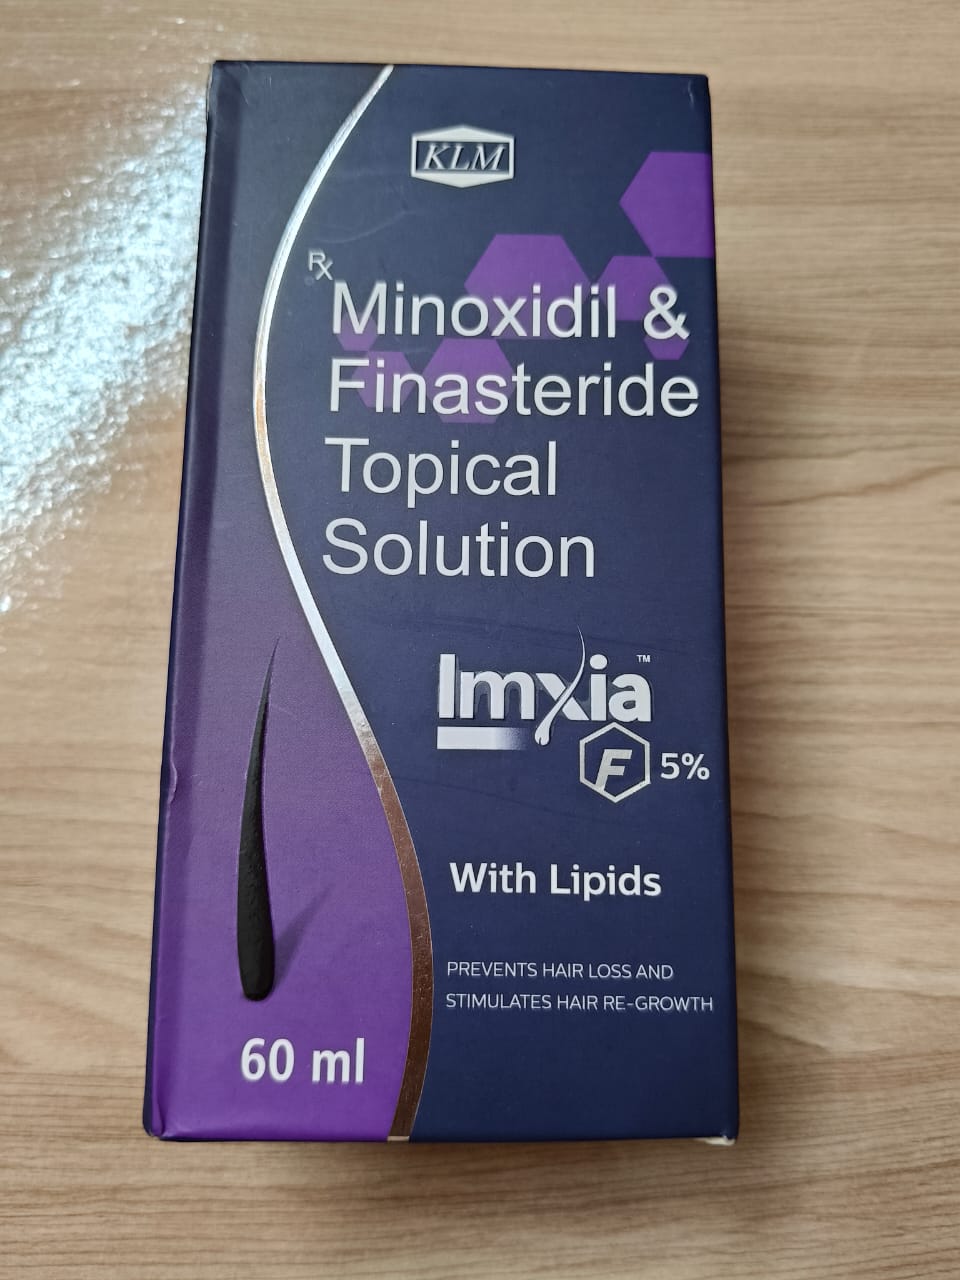 KLM
Rx
Minoxidil &
Finasteride
Topical
Solution
Imxia™
F 5%
With Lipids
PREVENTS HAIR LOSS AND
STIMULATES HAIR RE-GROWTH
60 ml